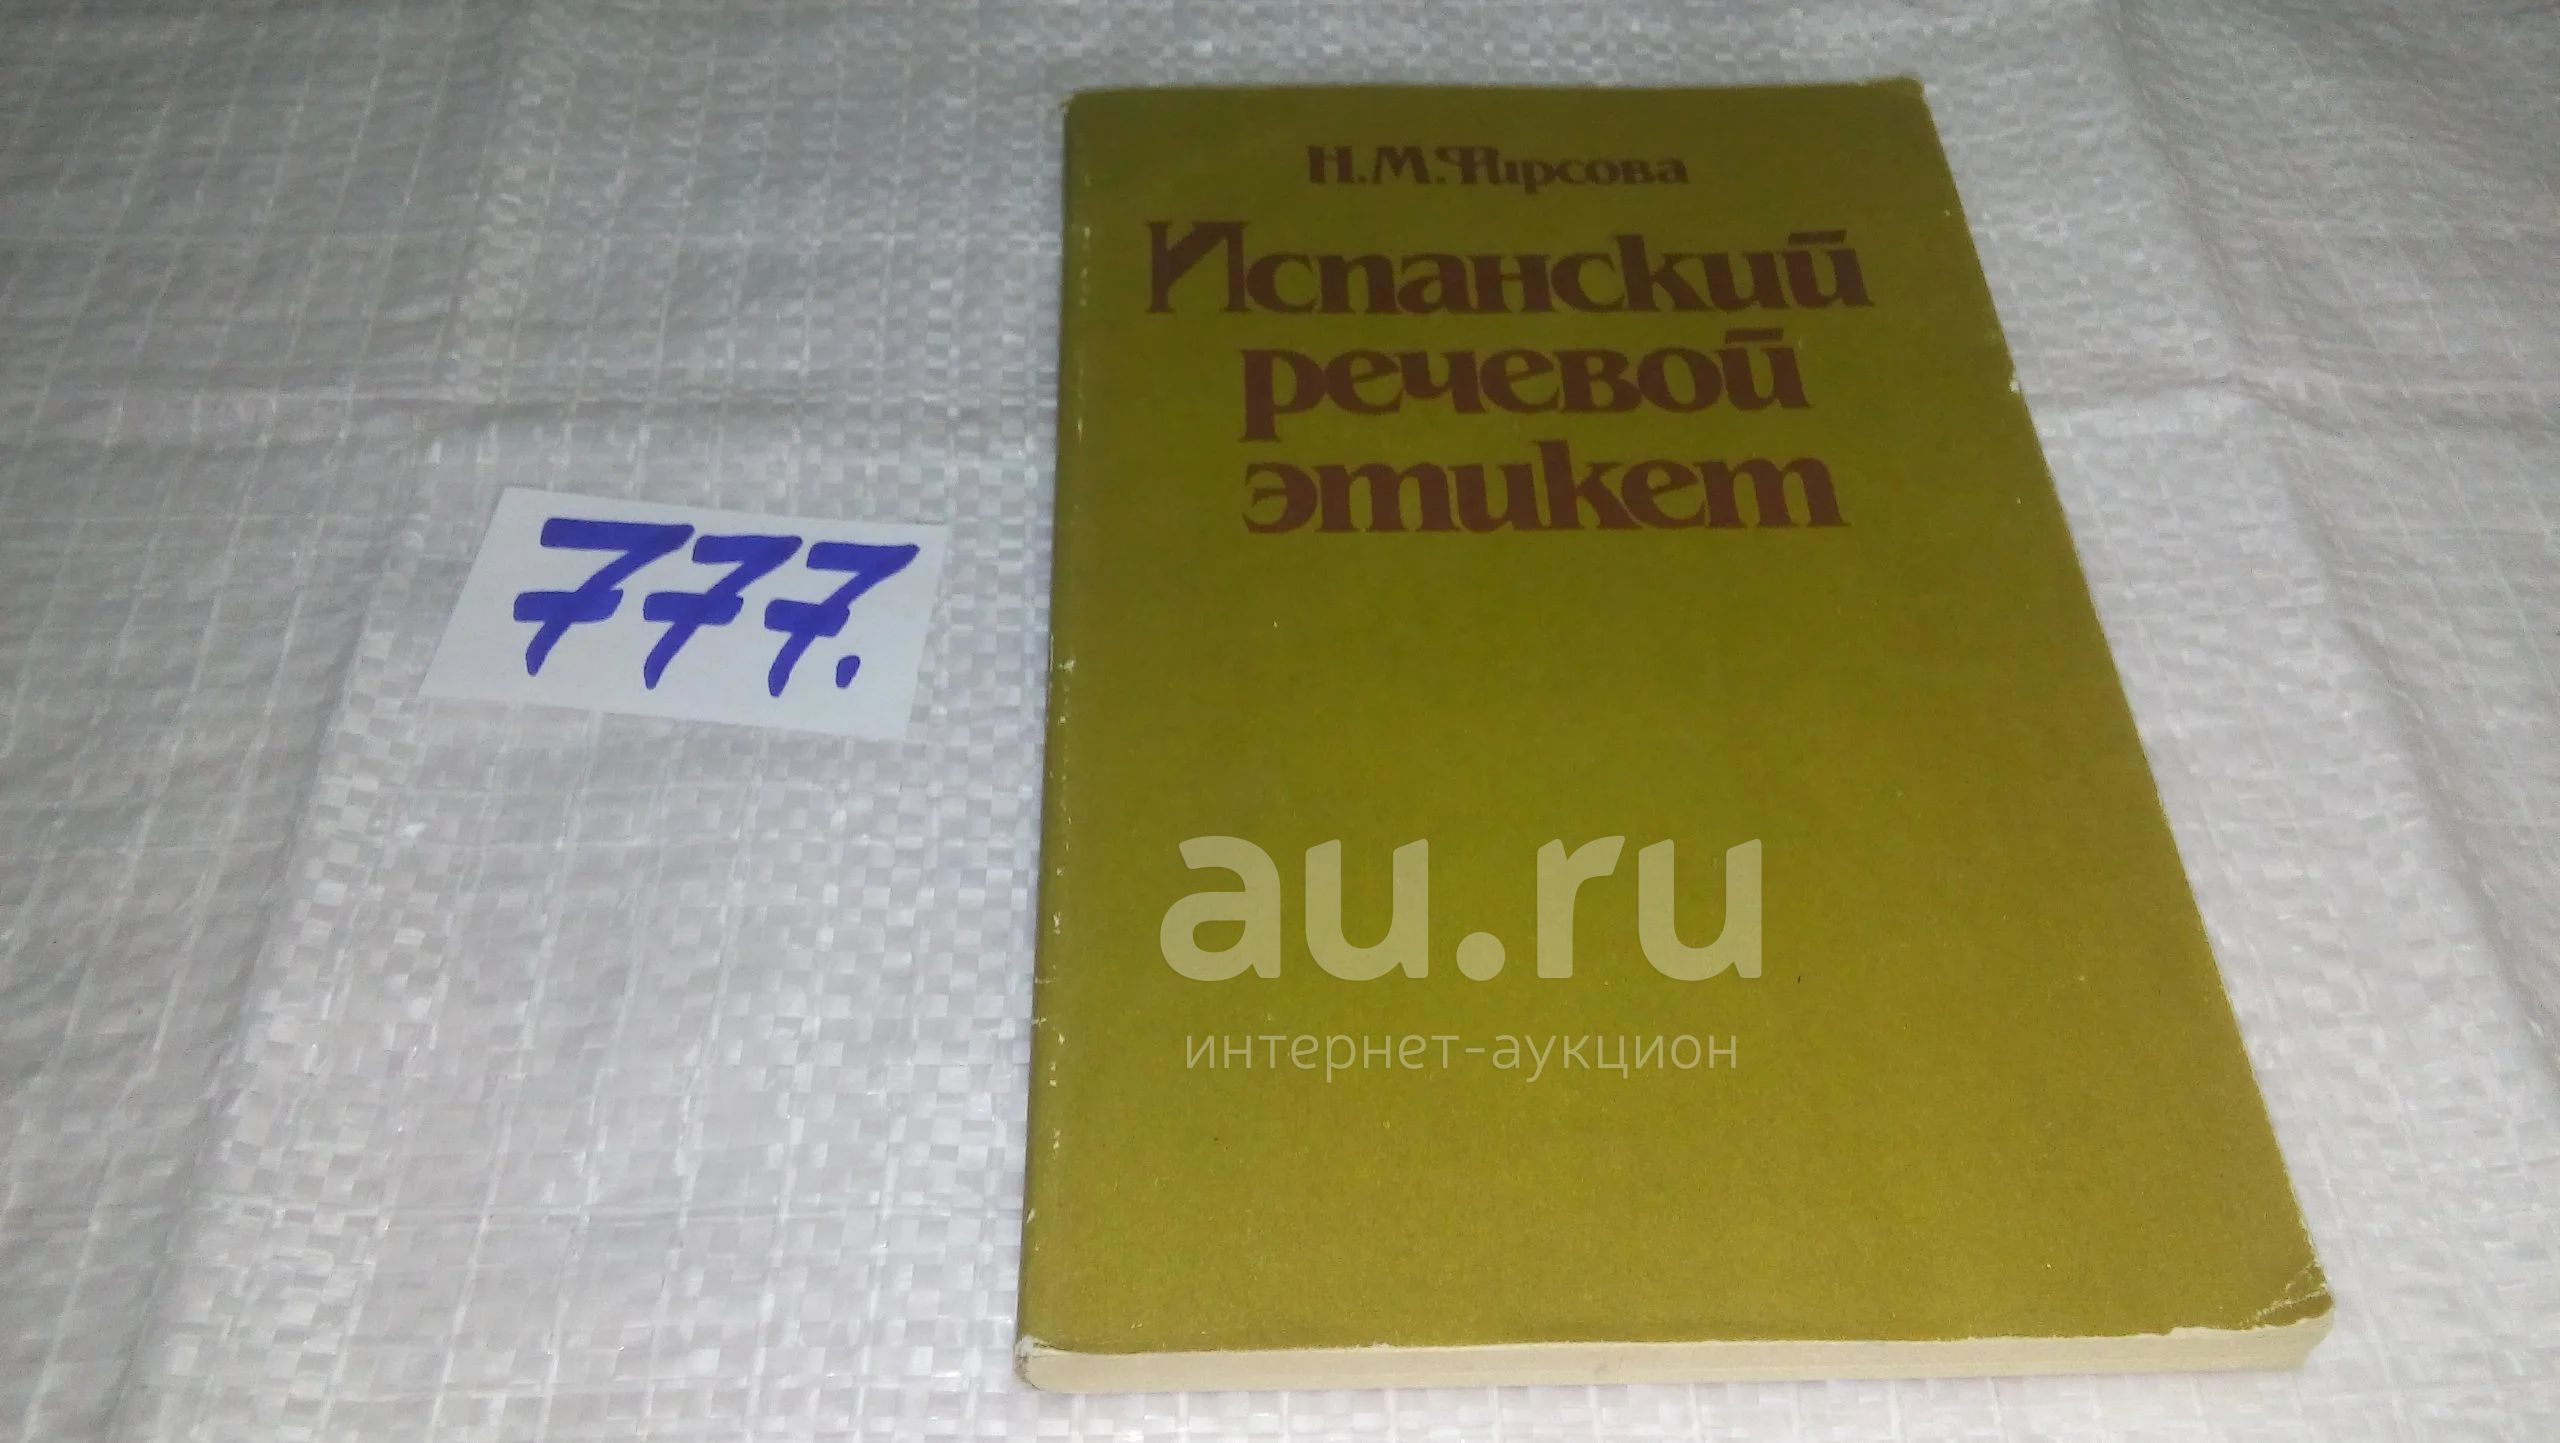 777.
Н.М.Фирсова
Испанский
речевой
этикет
au.ru
интернет-аукцион